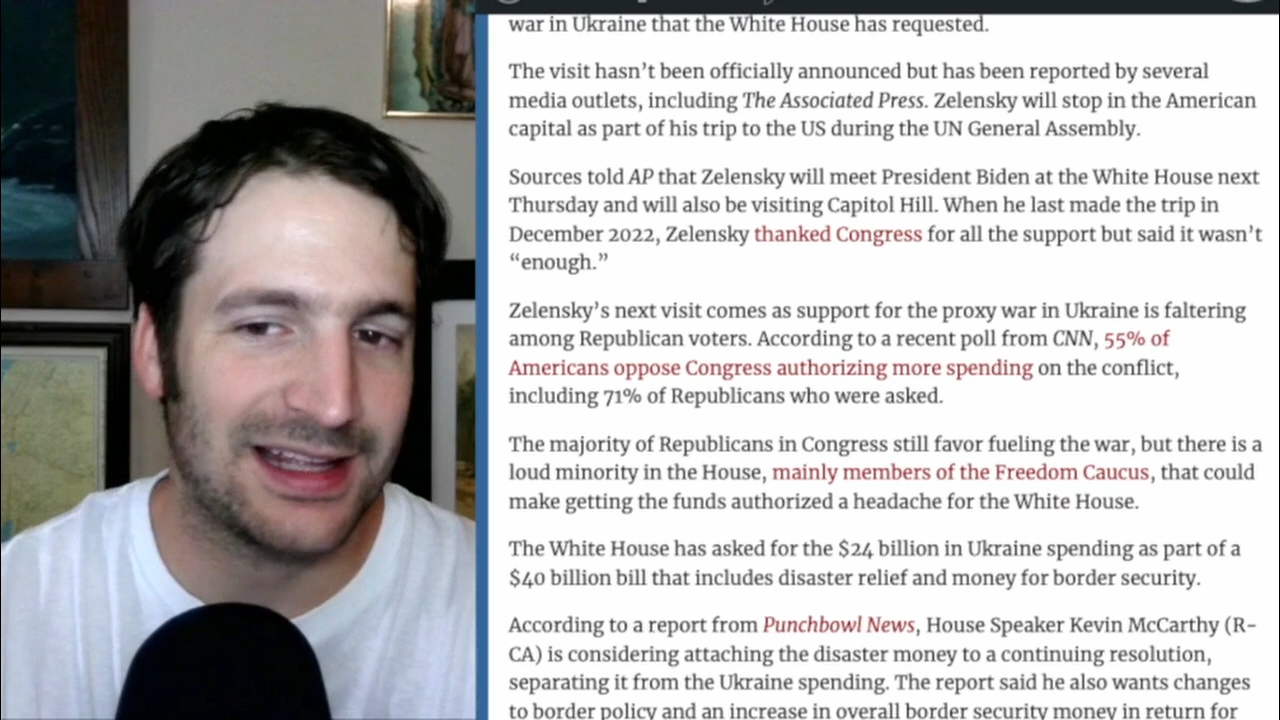 war in Ukraine that the White House has requested.
The visit hasn’t been officially announced but has been reported by several
media outlets, including The Associated Press. Zelensky will stop in the American
capital as part of his trip to the US during the UN General Assembly.
Sources told AP that Zelensky will meet President Biden at the White House next
Thursday and will also be visiting Capitol Hill. When he last made the trip in
December 2022, Zelensky thanked Congress for all the support but said it wasn’t
“enough.”
Zelensky’s next visit comes as support for the proxy war in Ukraine is faltering
among Republican voters. According to a recent poll from CNN, 55% of
Americans oppose Congress authorizing more spending on the conflict,
including 71% of Republicans who were asked.
The majority of Republicans in Congress still favor fueling the war, but there is a
loud minority in the House, mainly members of the Freedom Caucus, that could
make getting the funds authorized a headache for the White House.
The White House has asked for the $24 billion in Ukraine spending as part of a
$40 billion bill that includes disaster relief and money for border security.
According to a report from Punchbowl News, House Speaker Kevin McCarthy (R-
CA) is considering attaching the disaster money to a continuing resolution,
separating it from the Ukraine spending. The report said he also wants changes
to border policy and an increase in overall border security money in return for